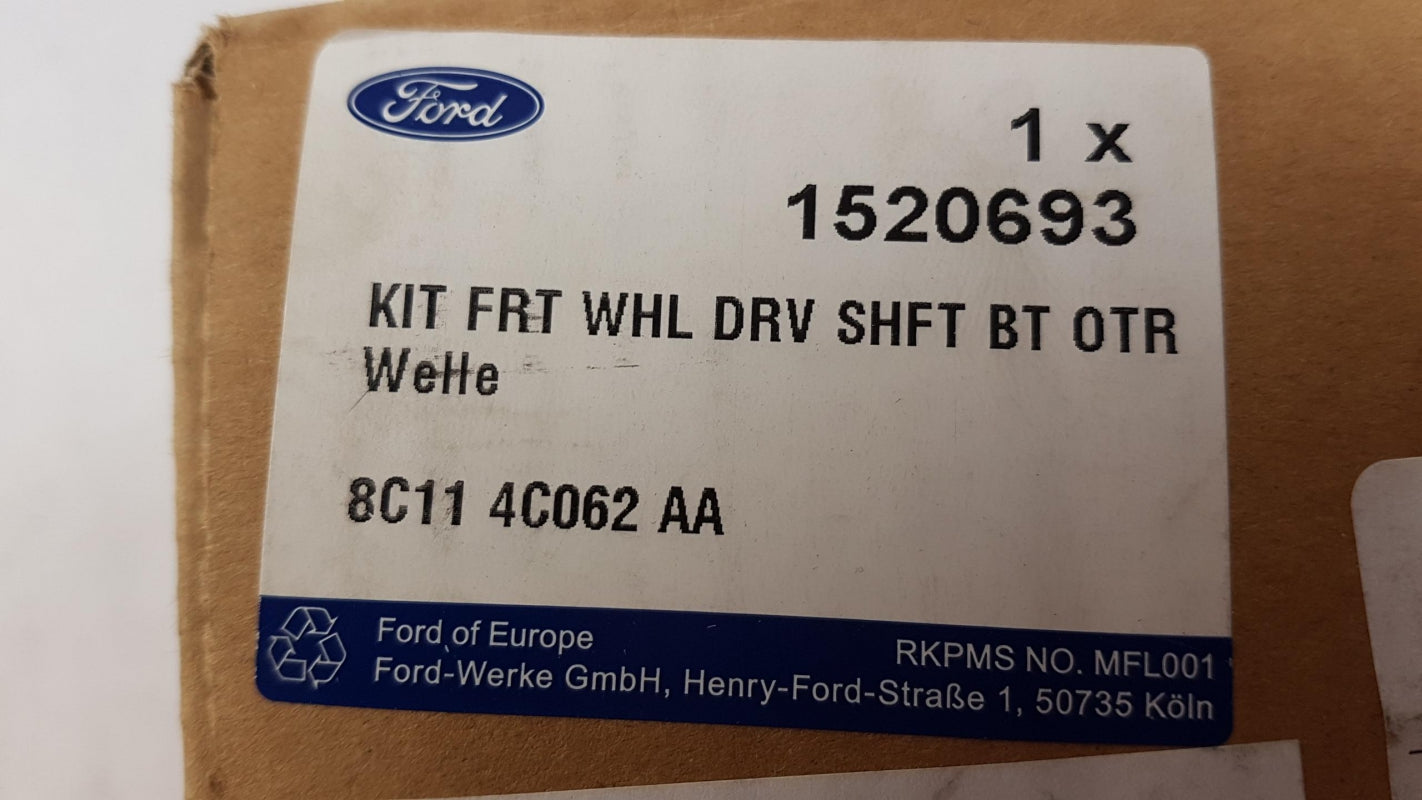 Ford
1 x
1520693
KIT FRT WHL DRV SHFT BT OTR
Welle
8C11 4C062 AA
Ford of Europe
RKPMS NO. MFL001
Ford-Werke GmbH, Henry-Ford-Straße 1, 50735 Köln